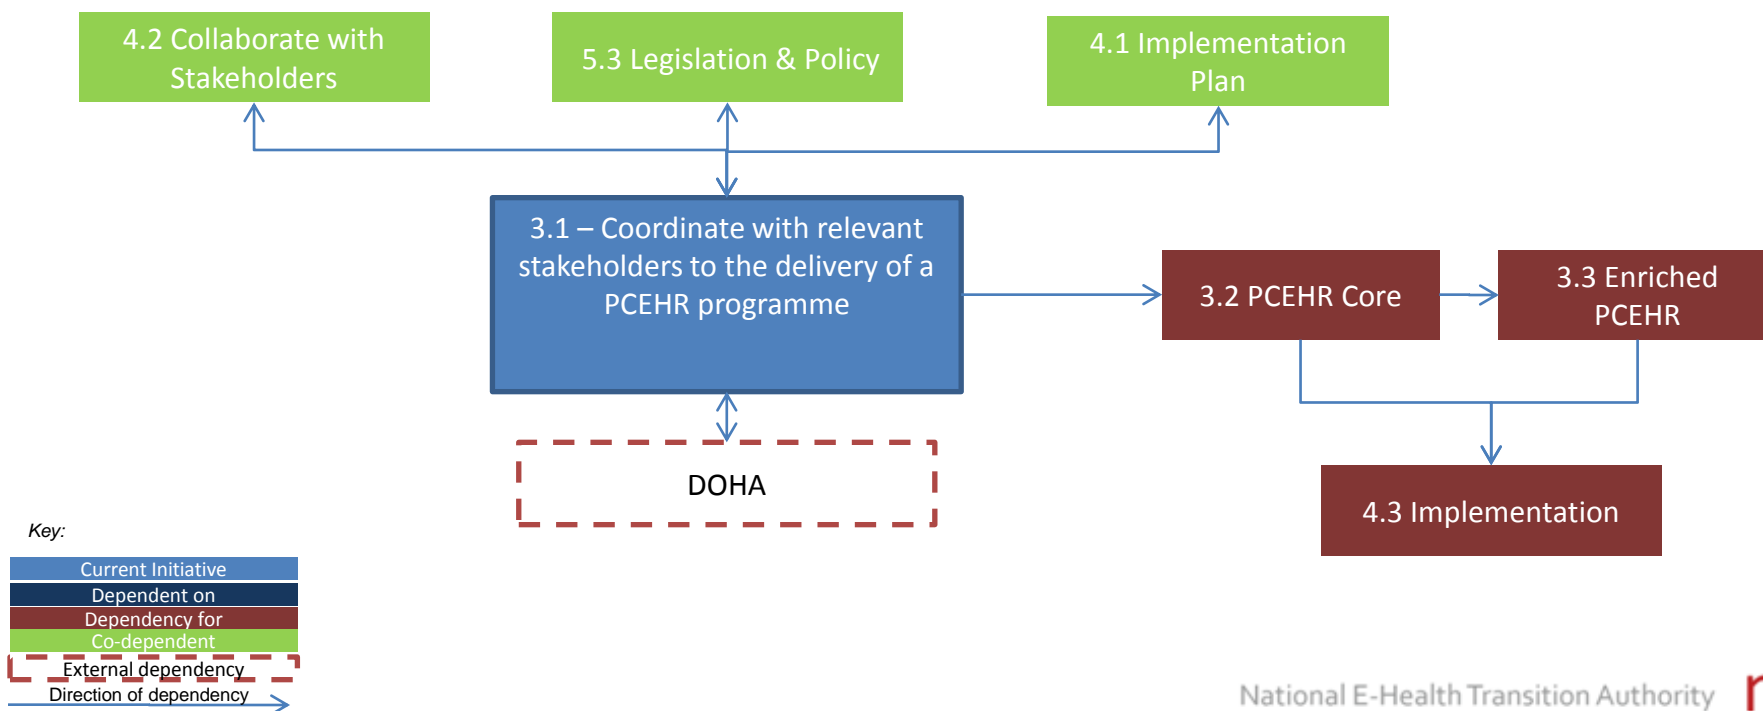 4.2 Collaborate with
Stakeholders
5.3 Legislation & Policy
4.1 Implementation
Plan
3.1 – Coordinate with relevant
stakeholders to the delivery of a
PCEHR programme
3.2 PCEHR Core
3.3 Enriched
PCEHR
DOHA
4.3 Implementation
Key:
Current Initiative
Dependent on
Dependency for
Co-dependent
External dependency
Direction of dependency
National E-Health Transition Authority